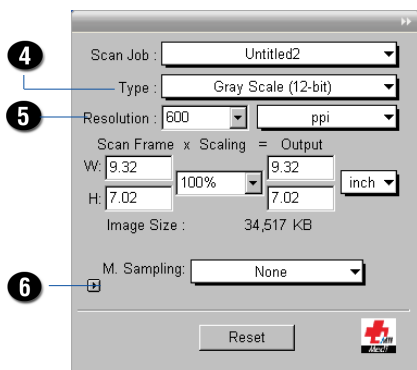 4
Scan Job : Untitled2
Type : Gray Scale (12-bit)
5
Resolution : 600 ppi
Scan Frame x Scaling = Output
W: 9.32 100% 9.32 inch
H: 7.02 7.02
Image Size : 34,517 KB
6
M. Sampling: None
Reset